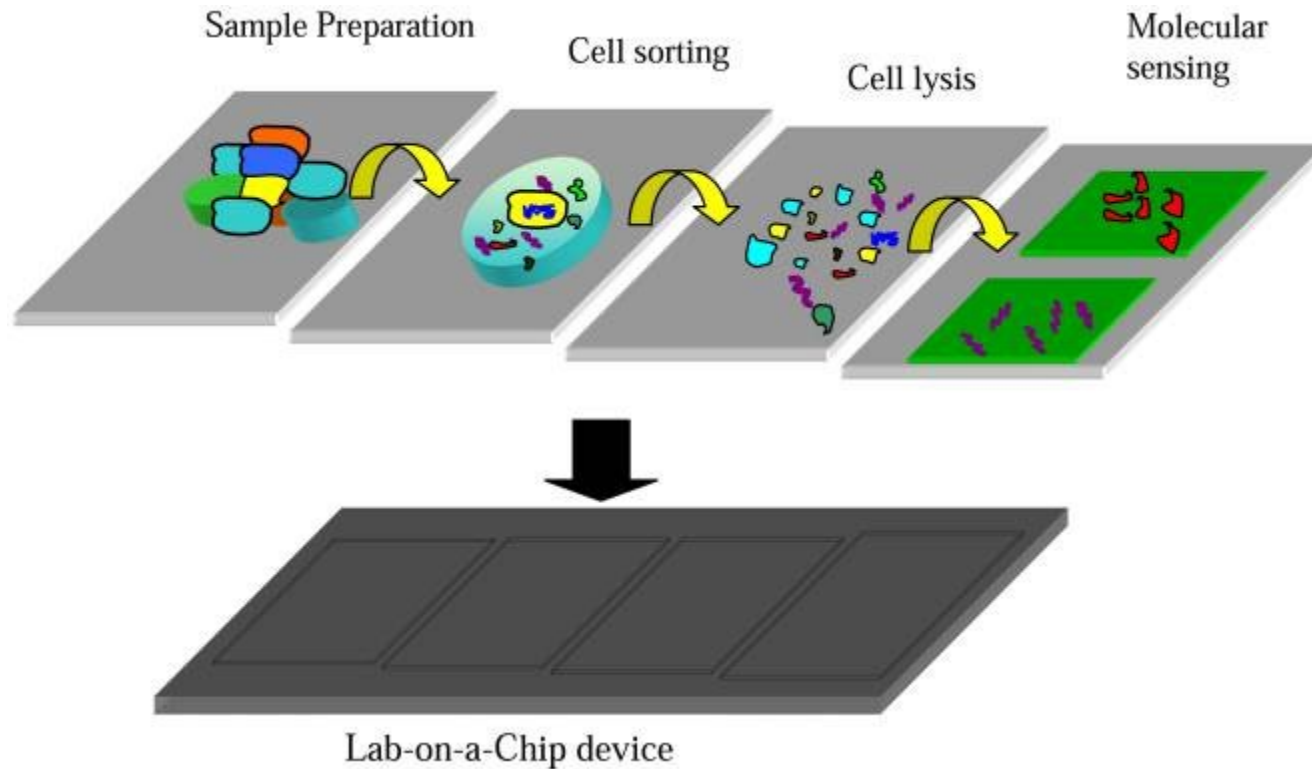 Sample Preparation
Cell sorting
Cell lysis
Molecular
sensing
Lab-on-a-Chip device